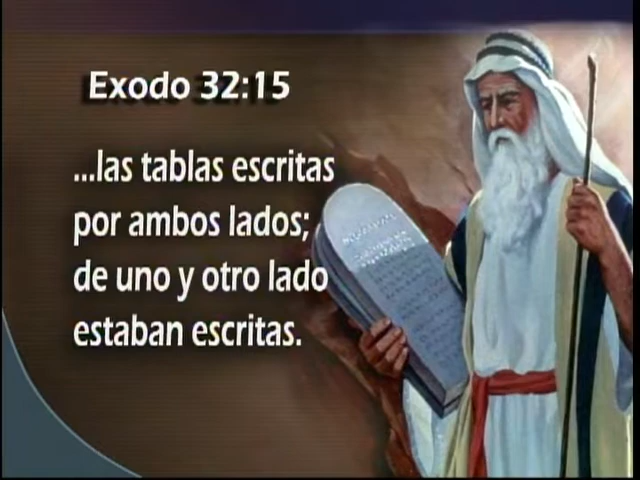 Exodo 32:15
...las tablas escritas
por ambos lados;
de uno y otro lado
estaban escritas.